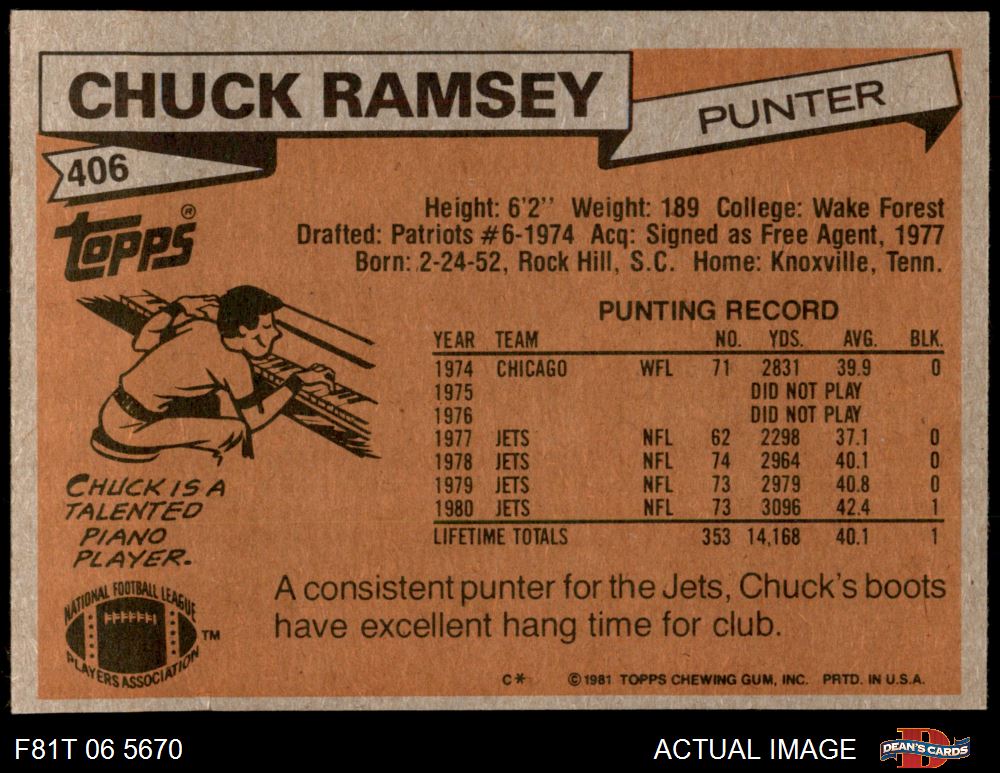 CHUCK RAMSEY
PUNTER
406
TOPPS®
Height: 6'2'' Weight: 189 College: Wake Forest
Drafted: Patriots #6-1974 Acq: Signed as Free Agent, 1977
Born: 2-24-52, Rock Hill, S.C. Home: Knoxville, Tenn.
PUNTING RECORD
YEAR TEAM NO. YDS. AVG. BLK.
1974 CHICAGO WFL 71 2831 39.9 0
1975 DID NOT PLAY
1976 DID NOT PLAY
1977 JETS NFL 62 2298 37.1 0
1978 JETS NFL 74 2964 40.1 0
1979 JETS NFL 73 2979 40.8 0
1980 JETS NFL 73 3096 42.4 1
LIFETIME TOTALS 353 14,168 40.1 1
CHUCK IS A
TALENTED
PIANO
PLAYER.
NATIONAL FOOTBALL LEAGUE
PLAYERS ASSOCIATION
TM
A consistent punter for the Jets, Chuck's boots
have excellent hang time for club.
C* ©1981 TOPPS CHEWING GUM, INC. PRTD. IN U.S.A.
F81T 06 5670
ACTUAL IMAGE
D
DEAN'S CARDS